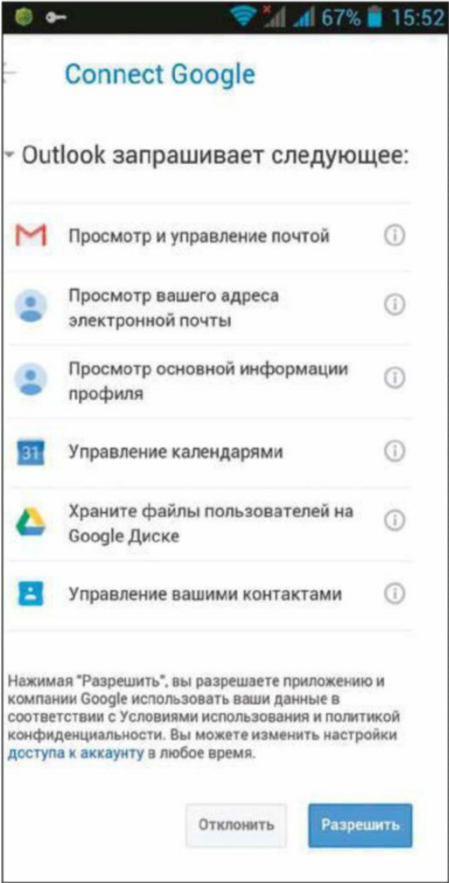 67% 15:52
Connect Google
Outlook запрашивает следующее:
Просмотр и управление почтой
Просмотр вашего адреса
электронной почты
Просмотр основной информации
профиля
31 Управление календарями
Храните файлы пользователей на
Google Диске
Управление вашими контактами
Нажимая "Разрешить", вы разрешаете приложению и
компании Google использовать ваши данные в
соответствии с Условиями использования и политикой
конфиденциальности. Вы можете изменить настройки
доступа к аккаунту в любое время.
Отклонить Разрешить